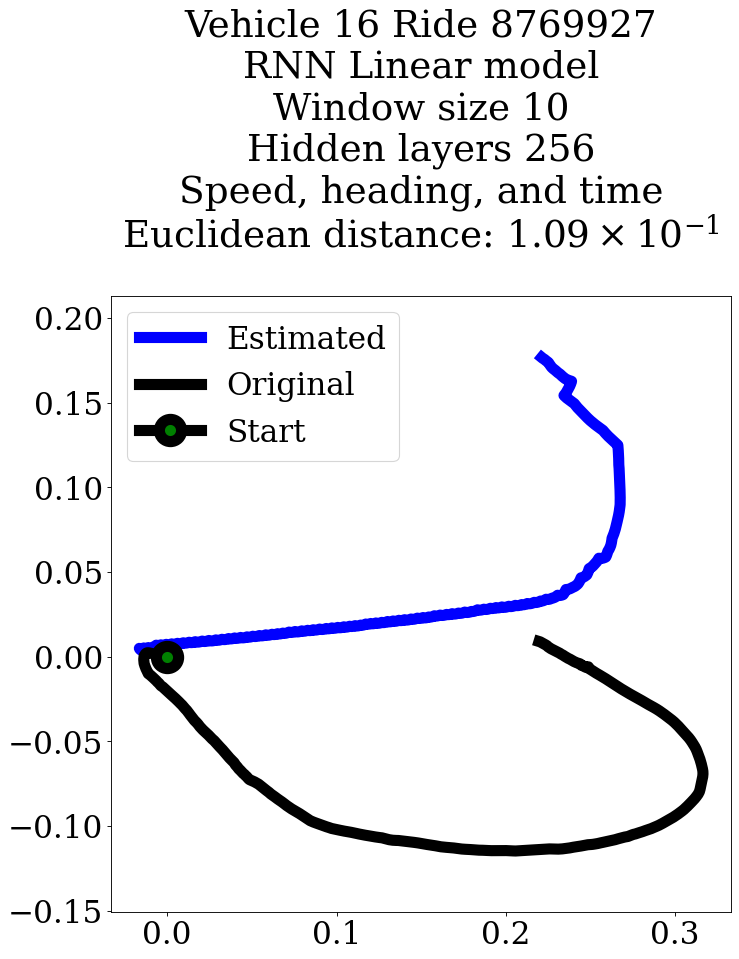 Vehicle 16 Ride 8769927
RNN Linear model
Window size 10
Hidden layers 256
Speed, heading, and time
Euclidean distance: 1.09 × 10⁻¹
Estimated
Original
Start
0.20
0.15
0.10
0.05
0.00
−0.05
−0.10
−0.15
0.0 0.1 0.2 0.3